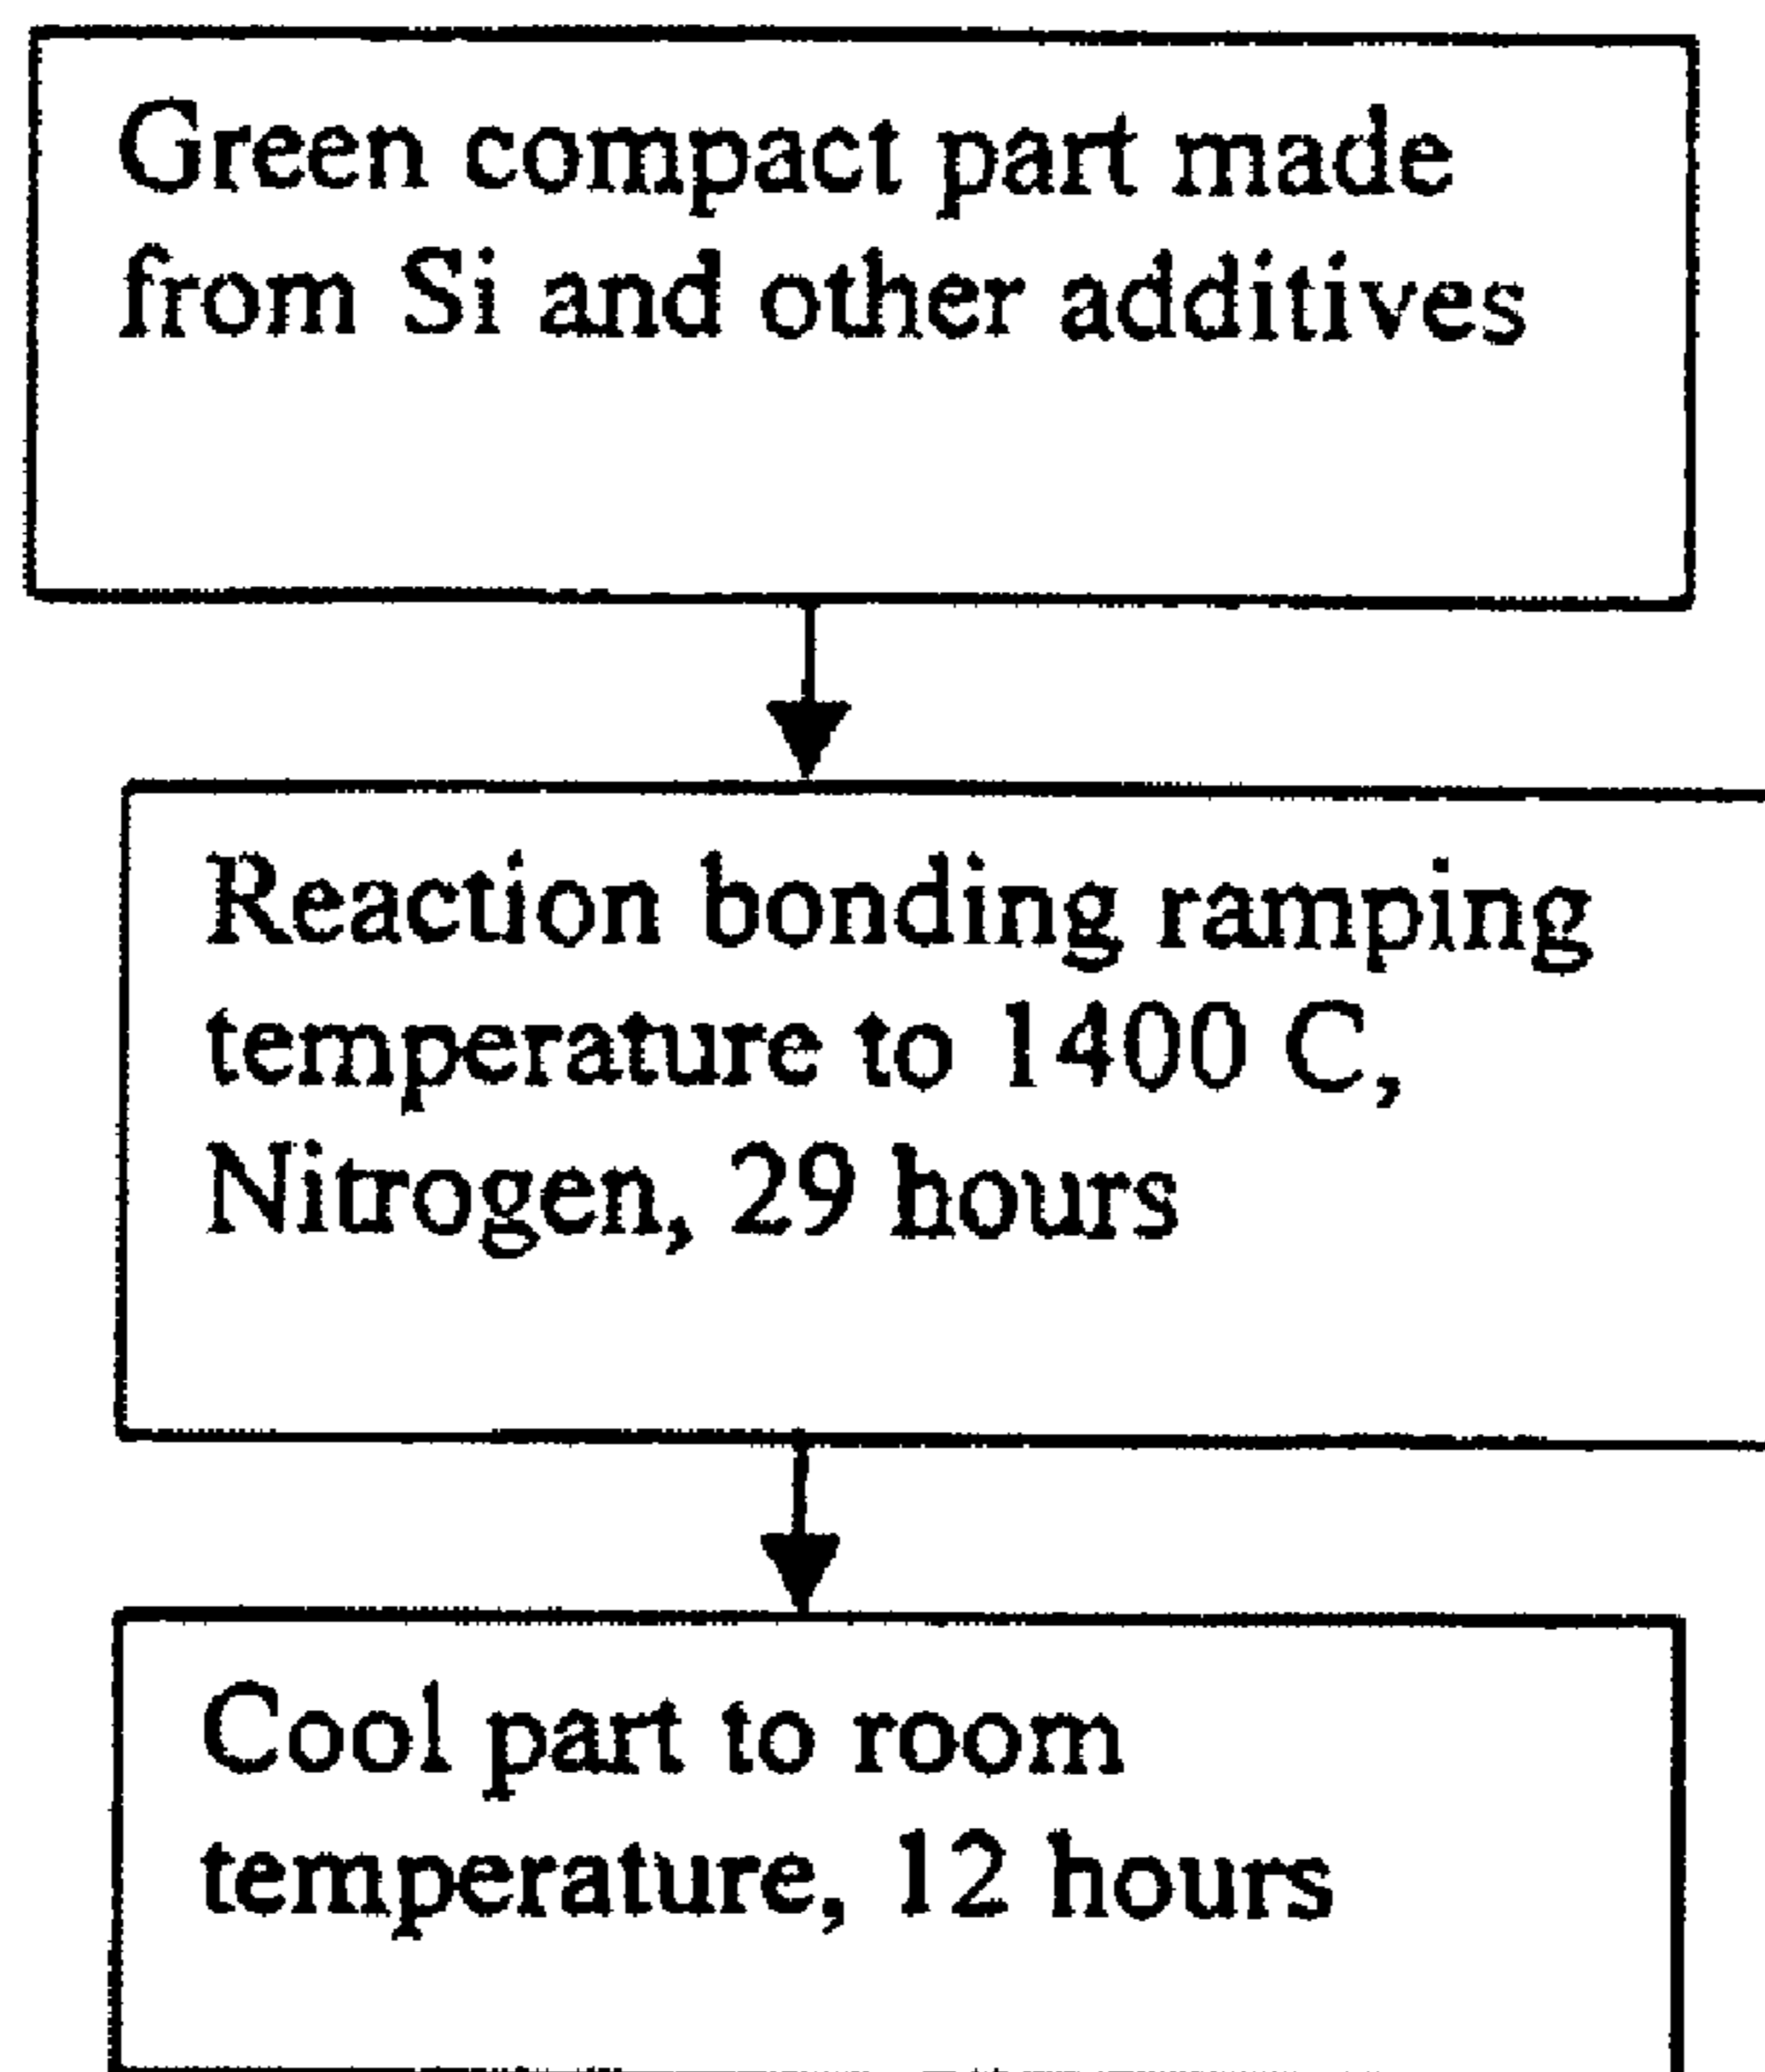 Green compact part made
from Si and other additives
Reaction bonding ramping
temperature to 1400 C,
Nitrogen, 29 hours
Cool part to room
temperature, 12 hours